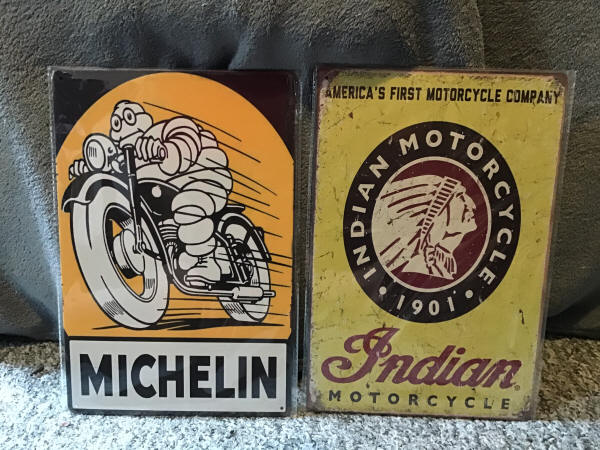 MICHELIN
AMERICA'S FIRST MOTORCYCLE COMPANY
INDIAN MOTORCYCLE
• 1901 •
Indian®
MOTORCYCLE